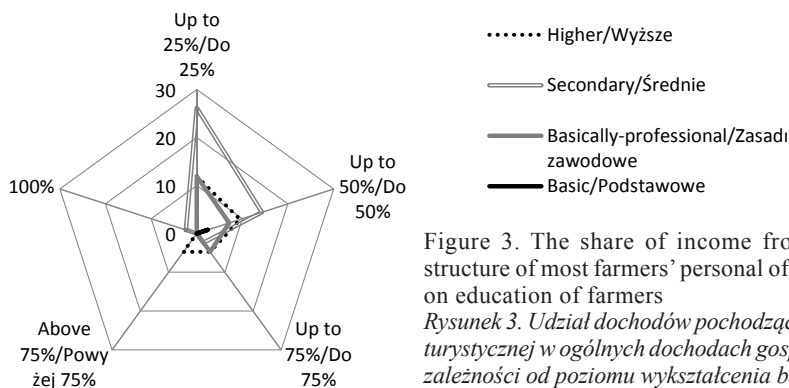 Up to
25%/Do
25%
30
20
10
0
Up to
50%/Do
50%
Up to
75%/Do
75%
Above
75%/Powy
żej 75%
100%
Higher/Wyższe
Secondary/Średnie
Basically-professional/Zasad
zawodowe
Basic/Podstawowe
Figure 3. The share of income fro
structure of most farmers' personal of
on education of farmers
Rysunek 3. Udział dochodów pochodząc
turystycznej w ogólnych dochodach gosp
zależności od poziomu wykształcenia b